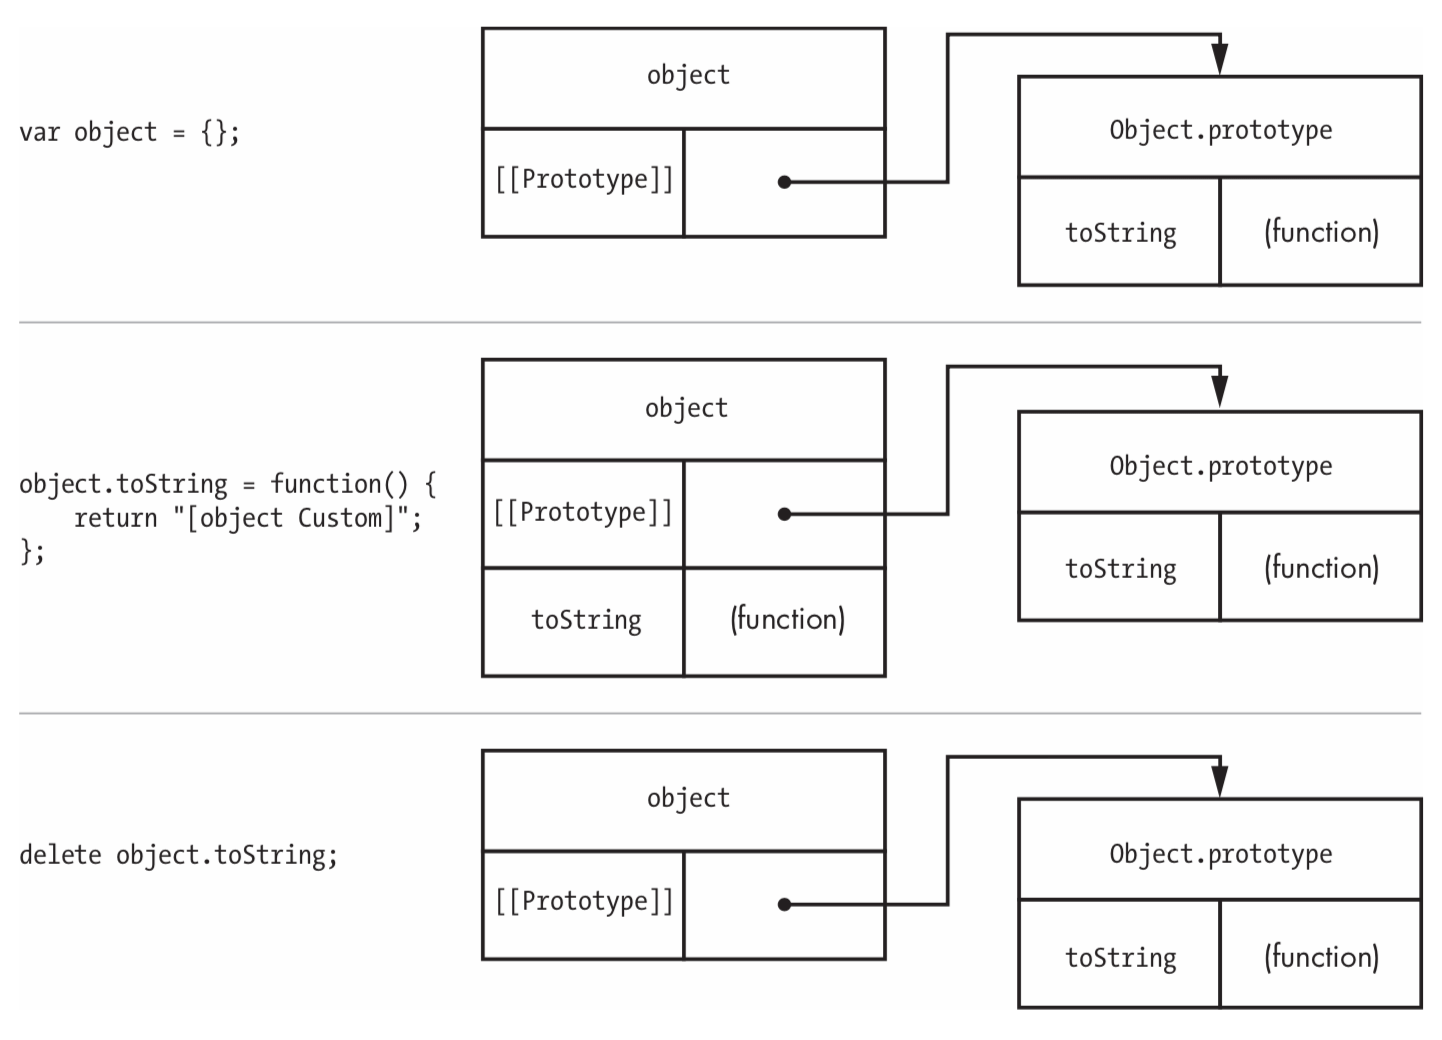 var object = {};
object
[[Prototype]]
Object.prototype
toString (function)
object.toString = function() {
    return "[object Custom]";
};
object
[[Prototype]]
toString (function)
Object.prototype
toString (function)
delete object.toString;
object
[[Prototype]]
Object.prototype
toString (function)